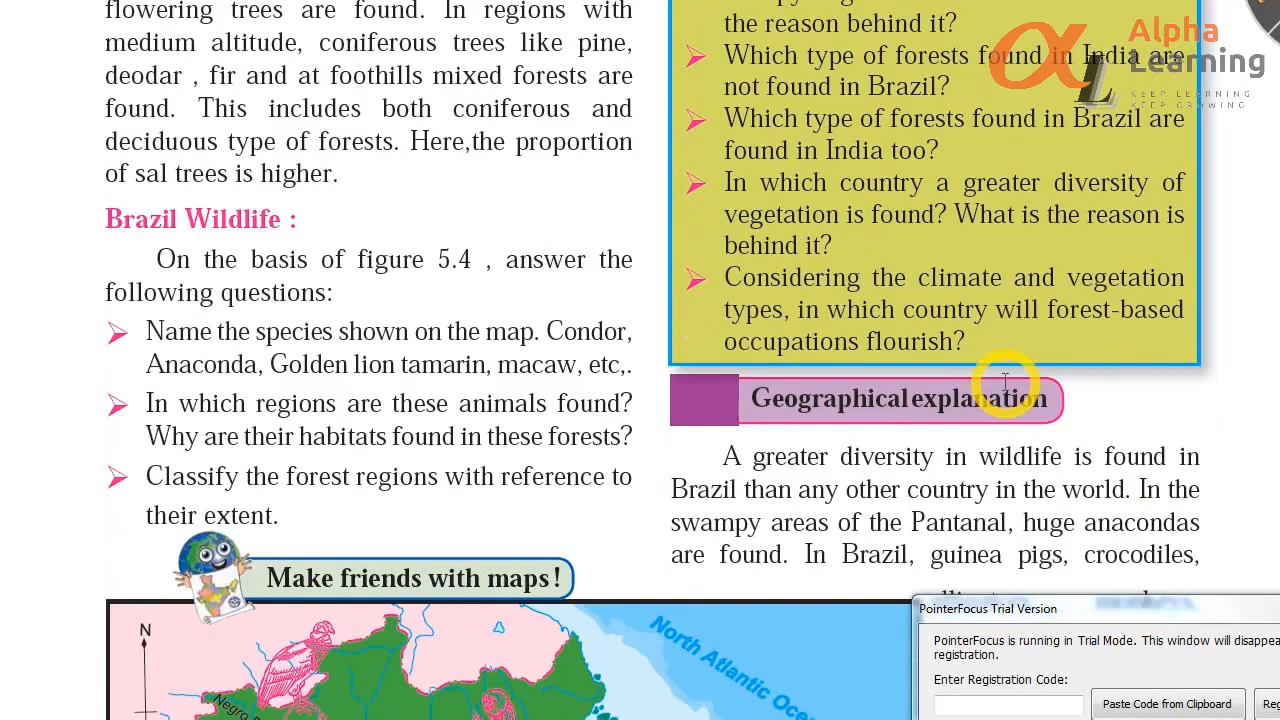 flowering trees are found. In regions with
medium altitude, coniferous trees like pine,
deodar , fir and at foothills mixed forests are
found. This includes both coniferous and
deciduous type of forests. Here,the proportion
of sal trees is higher.
Brazil Wildlife :
On the basis of figure 5.4 , answer the
following questions:
Name the species shown on the map. Condor,
Anaconda, Golden lion tamarin, macaw, etc,.
In which regions are these animals found?
Why are their habitats found in these forests?
Classify the forest regions with reference to
their extent.
Make friends with maps!
N
North Atlantic Ocea
Negro
the reason behind it?
Which type of forests found in India are
not found in Brazil?
Which type of forests found in Brazil are
found in India too?
In which country a greater diversity of
vegetation is found? What is the reason is
behind it?
Considering the climate and vegetation
types, in which country will forest-based
occupations flourish?
Geographical explanation
A greater diversity in wildlife is found in
Brazil than any other country in the world. In the
swampy areas of the Pantanal, huge anacondas
are found. In Brazil, guinea pigs, crocodiles,
Alpha
Learning
KEEP LEARNING
KEEP GROWING
L
PointerFocus Trial Version
PointerFocus is running in Trial Mode. This window will disappe
registration.
Enter Registration Code:
Paste Code from Clipboard
Reg